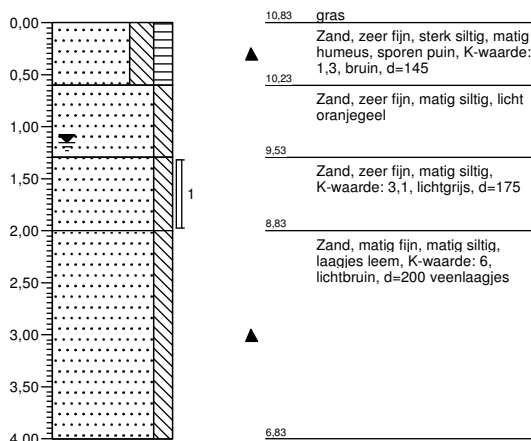 0,00
0,50
1,00
1,50
2,00
2,50
3,00
3,50
4,00
1
10,83 gras
Zand, zeer fijn, sterk siltig, matig
humeus, sporen puin, K-waarde:
1,3, bruin, d=145
10,23
Zand, zeer fijn, matig siltig, licht
oranjegeel
9,53
Zand, zeer fijn, matig siltig,
K-waarde: 3,1, lichtgrijs, d=175
8,83
Zand, matig fijn, matig siltig,
laagjes leem, K-waarde: 6,
lichtbruin, d=200 veenlaagjes
6,83